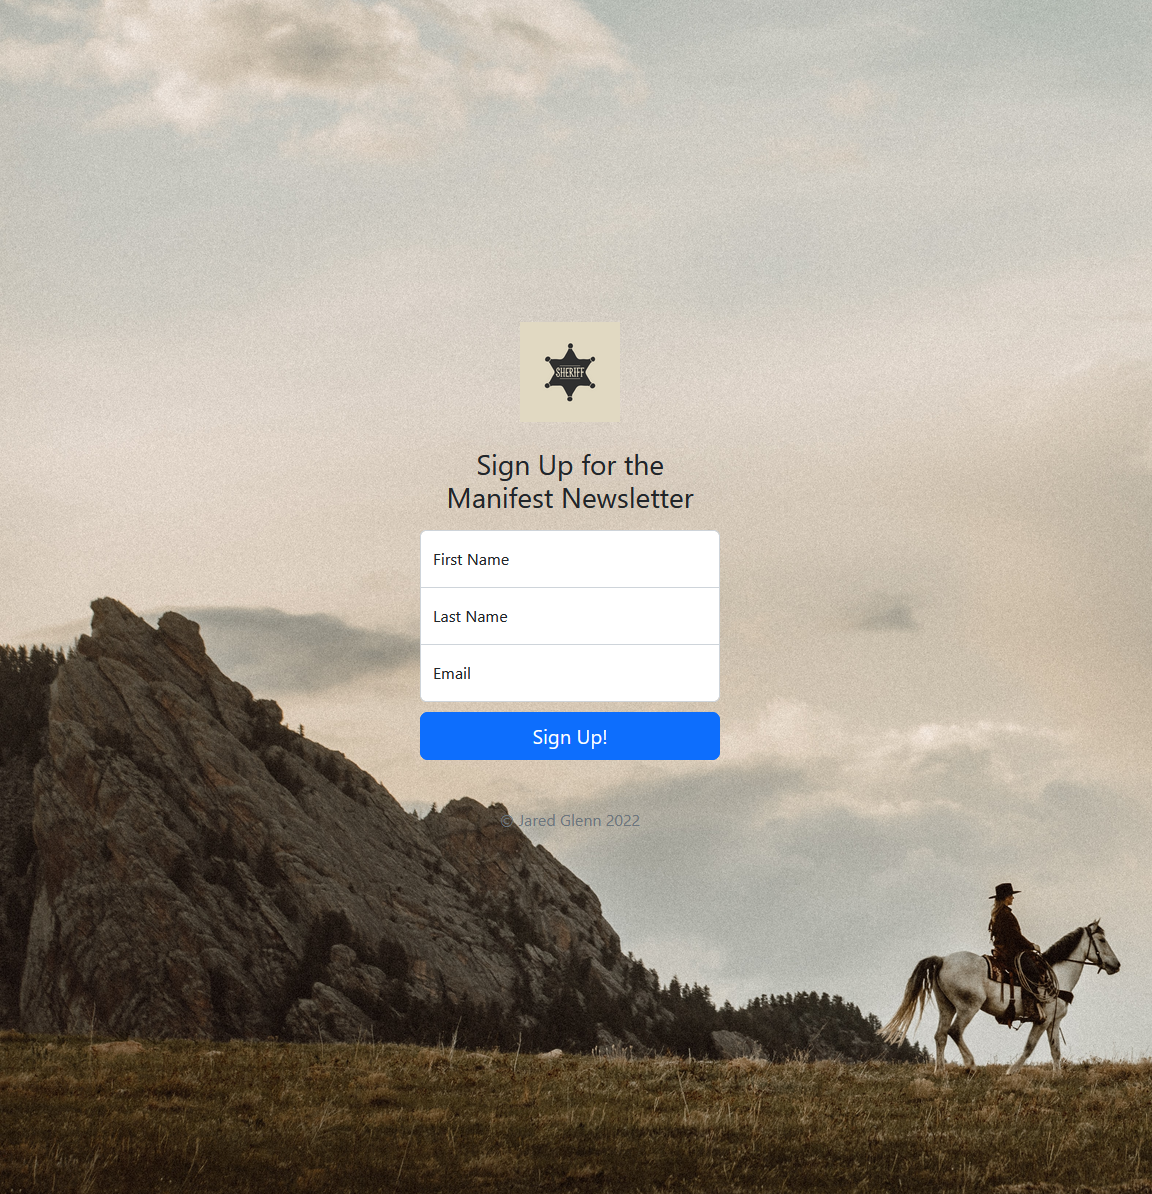 SHERIFF
Sign Up for the
Manifest Newsletter
First Name
Last Name
Email
Sign Up!
© Jared Glenn 2022